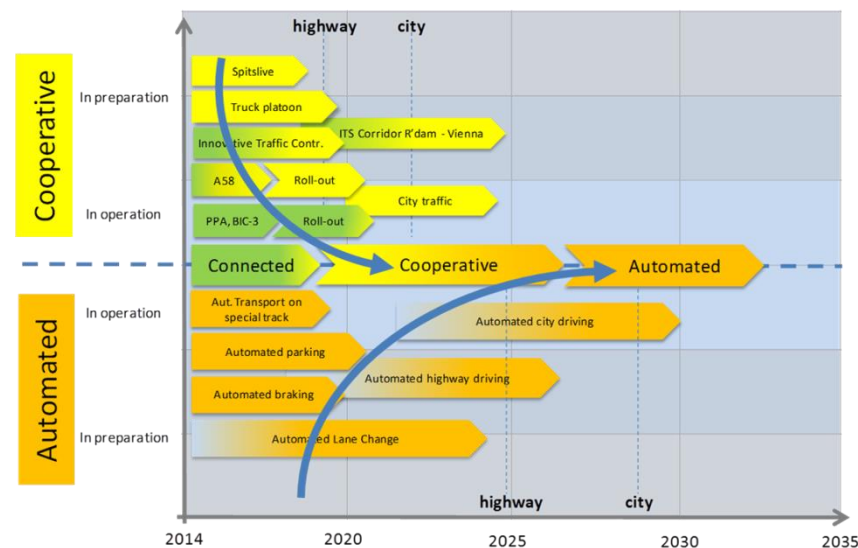 highway city
Cooperative
In preparation
In operation
Spitslive
Truck platoon
ITS Corridor R'dam - Vienna
Innovative Traffic Contr.
A58
Roll-out
City traffic
PPA, BIC-3
Roll-out
Connected
Cooperative
Automated
Automated
In operation
In preparation
Aut. Transport on
special track
Automated city driving
Automated parking
Automated highway driving
Automated braking
Automated Lane Change
highway city
2014 2020 2025 2030 2035